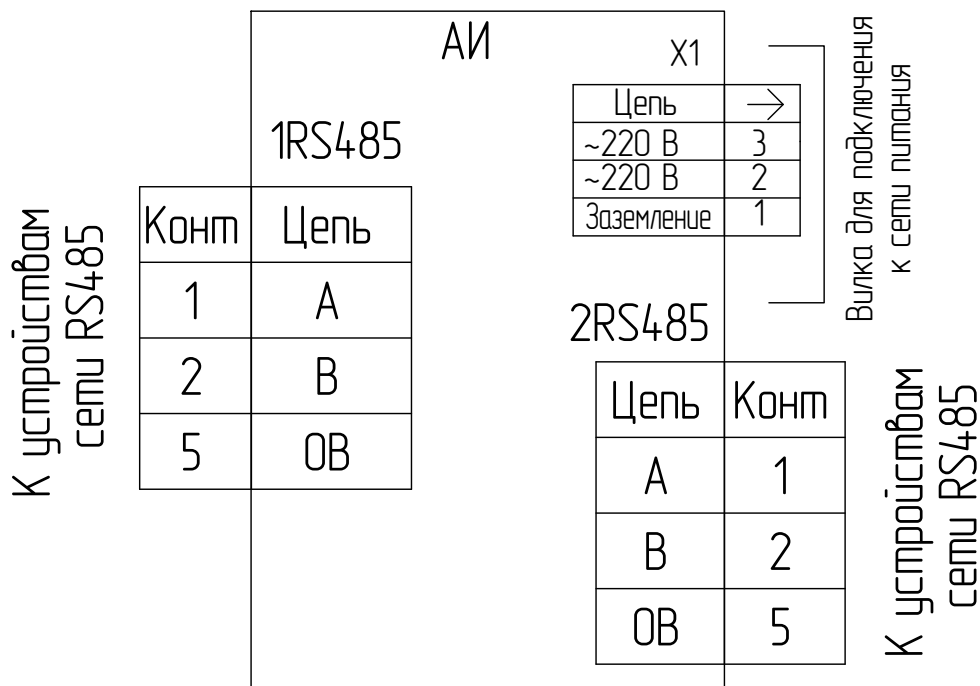 АИ
X1
Цепь →
~220 В 3
~220 В 2
Заземление 1
Вилка для подключения
к сети питания
1RS485
Конт Цепь
1 A
2 B
5 0В
К устройствам
сети RS485
2RS485
Цепь Конт
A 1
B 2
0В 5
К устройствам
сети RS485